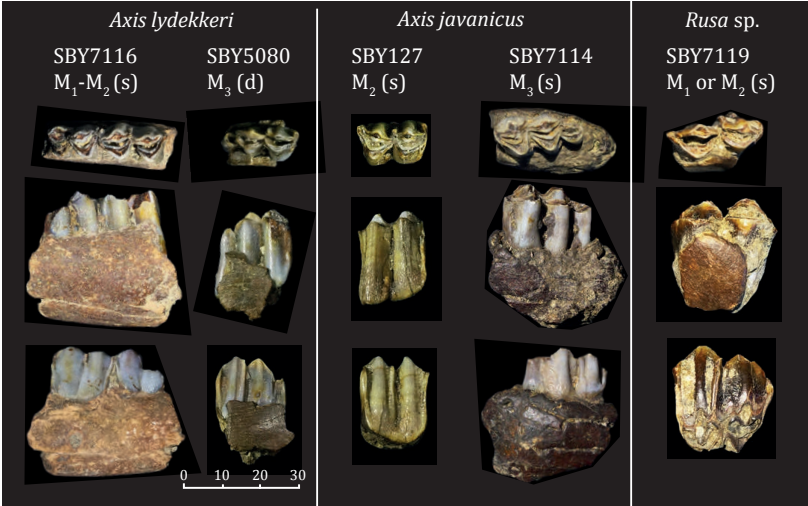 Axis lydekkeri
Axis javanicus
Rusa sp.
SBY7116
M₁-M₂ (s)
SBY5080
M₃ (d)
SBY127
M₂ (s)
SBY7114
M₃ (s)
SBY7119
M₁ or M₂ (s)
0 10 20 30